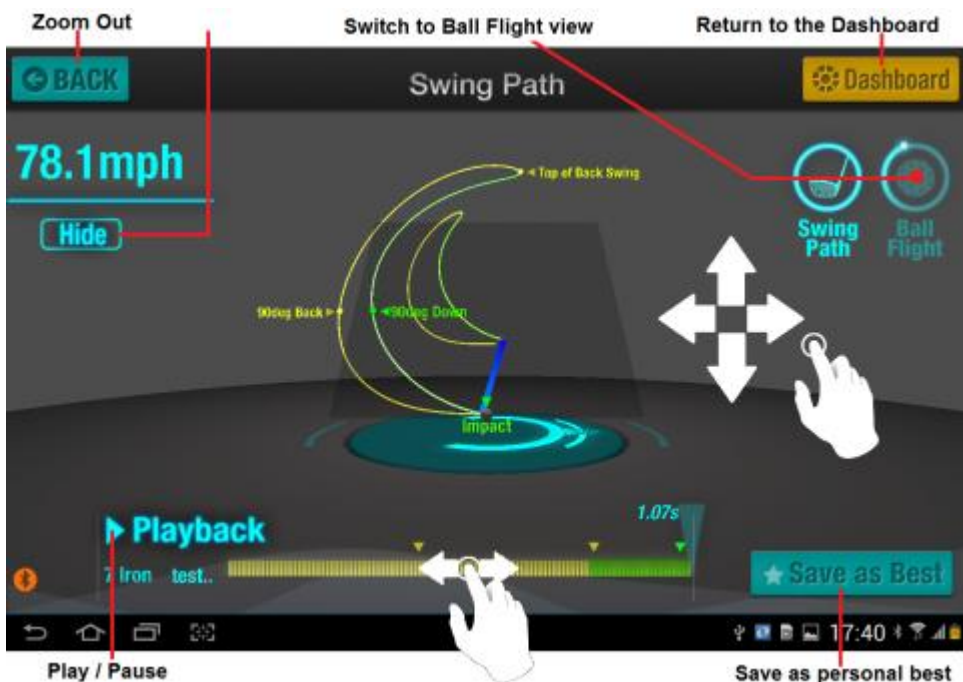 Zoom Out
Switch to Ball Flight view
Return to the Dashboard
BACK
Swing Path
Dashboard
78.1mph
Hide
Top of Back Swing
Swing
Path
Ball
Flight
90deg Back
90deg Down
Impact
1.07s
Playback
7 Iron test..
Save as Best
17:40
Play / Pause
Save as personal best